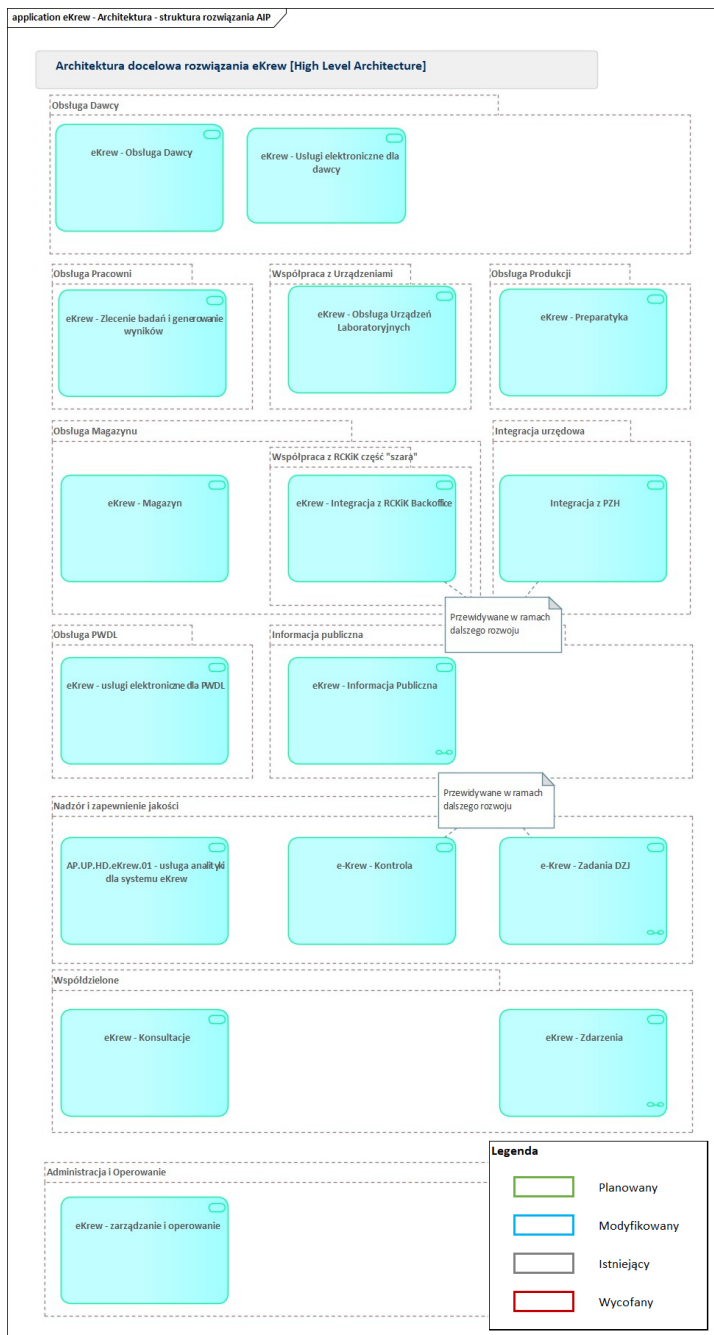 application eKrew - Architektura - struktura rozwiązania AIP
Architektura docelowa rozwiązania eKrew [High Level Architecture]
Obsługa Dawcy
eKrew - Obsługa Dawcy
eKrew - Usługi elektroniczne dla
dawcy
Obsługa Pracowni
eKrew - Zlecenie badań i generowanie
wyników
Współpraca z Urządzeniami
eKrew - Obsługa Urządzeń
Laboratoryjnych
Obsługa Produkcji
eKrew - Preparatyka
Obsługa Magazynu
eKrew - Magazyn
Współpraca z RCKiK część "szara"
eKrew - Integracja z RCKiK Backoffice
Integracja urzędowa
Integracja z PZH
Przewidywane w ramach
dalszego rozwoju
Obsługa PWDL
eKrew - usługi elektroniczne dla PWDL
Informacja publiczna
eKrew - Informacja Publiczna
Przewidywane w ramach
dalszego rozwoju
Nadzór i zapewnienie jakości
AP.UP.HD.eKrew.01 - usługa analityki
dla systemu eKrew
e-Krew - Kontrola
e-Krew - Zadania DZJ
Współdzielone
eKrew - Konsultacje
eKrew - Zdarzenia
Administracja i Operowanie
eKrew - zarządzanie i operowanie
Legenda
Planowany
Modyfikowany
Istniejący
Wycofany